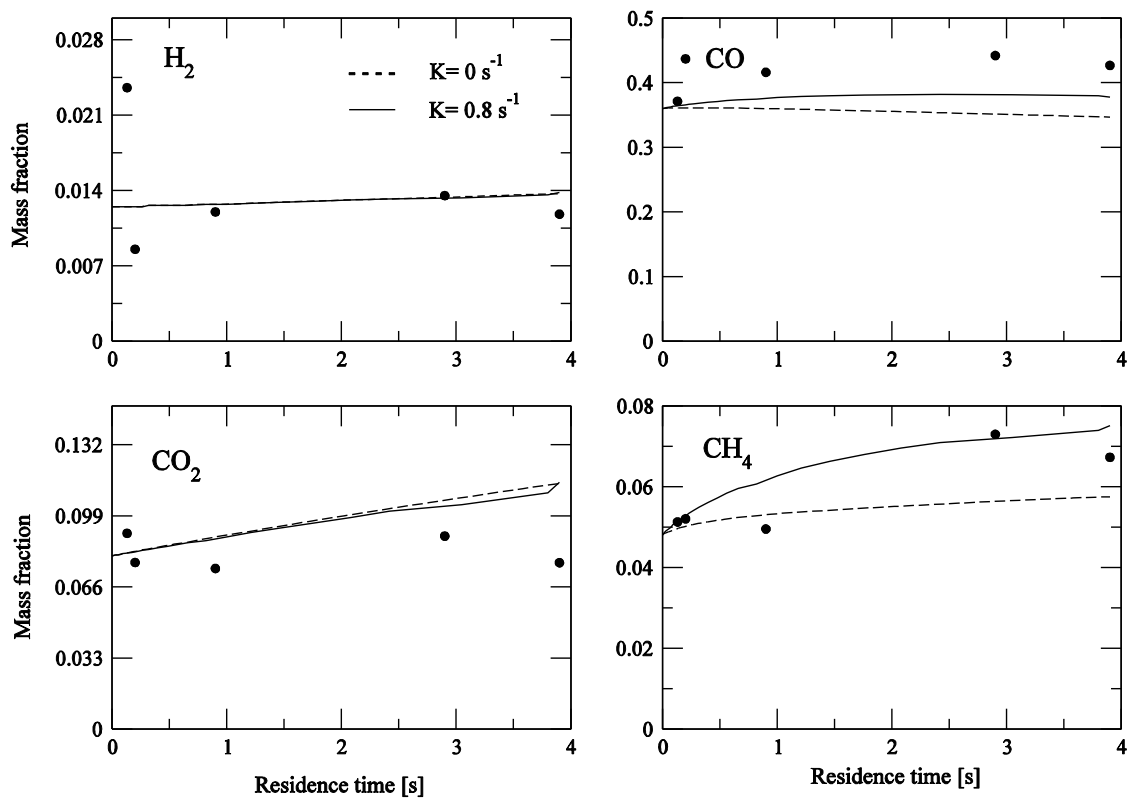 H2
K= 0 s-1
K= 0.8 s-1
0.028
0.021
0.014
0.007
0
Mass fraction
0 1 2 3 4
CO
0.5
0.4
0.3
0.2
0.1
0
0 1 2 3 4
CO2
0.132
0.099
0.066
0.033
0
Mass fraction
0 1 2 3 4
Residence time [s]
CH4
0.08
0.06
0.04
0.02
0
0 1 2 3 4
Residence time [s]